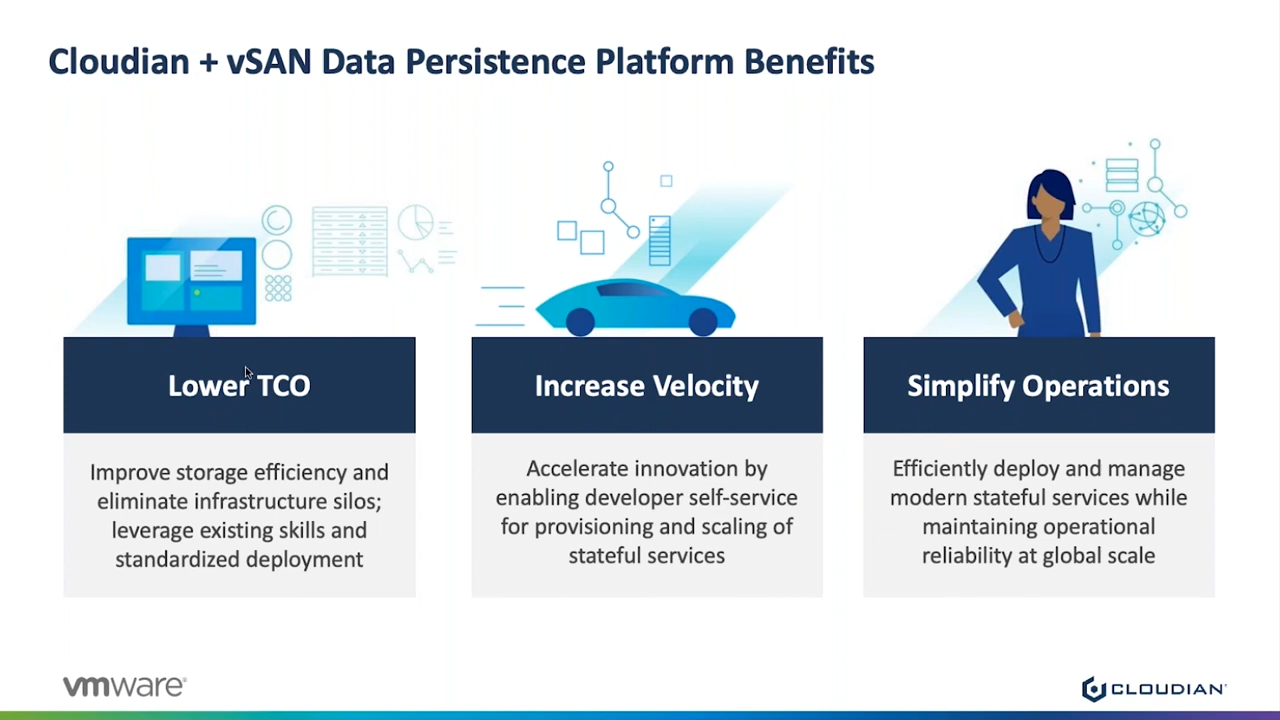 Cloudian + vSAN Data Persistence Platform Benefits
Lower TCO
Improve storage efficiency and
eliminate infrastructure silos;
leverage existing skills and
standardized deployment
Increase Velocity
Accelerate innovation by
enabling developer self-service
for provisioning and scaling of
stateful services
Simplify Operations
Efficiently deploy and manage
modern stateful services while
maintaining operational
reliability at global scale
vmware®
CLOUDIAN